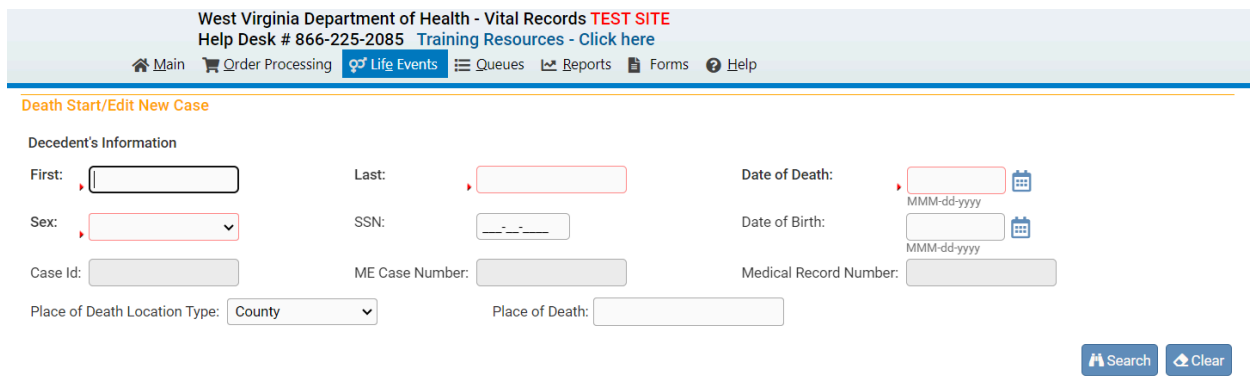 West Virginia Department of Health - Vital Records TEST SITE
Help Desk # 866-225-2085 Training Resources - Click here
Main Order Processing Life Events Queues Reports Forms Help
Death Start/Edit New Case
Decedent's Information
First: Last: Date of Death:
MMM-dd-yyyy
Sex: SSN: ___-__-____ Date of Birth:
MMM-dd-yyyy
Case Id: ME Case Number: Medical Record Number:
Place of Death Location Type: County Place of Death:
Search Clear